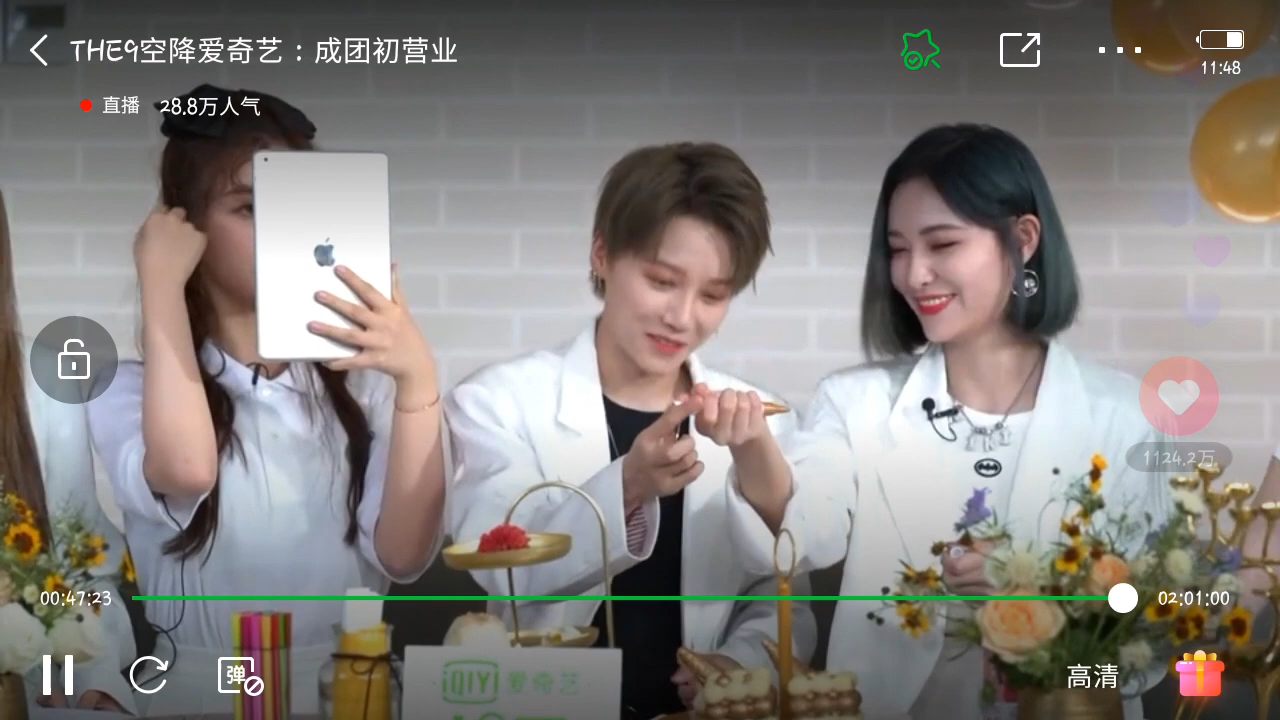 THE9空降爱奇艺：成团初营业
11:48
直播 28.8万人气
1124.2万
00:47:23
02:01:00
弹
高清
iQIYI 爱奇艺